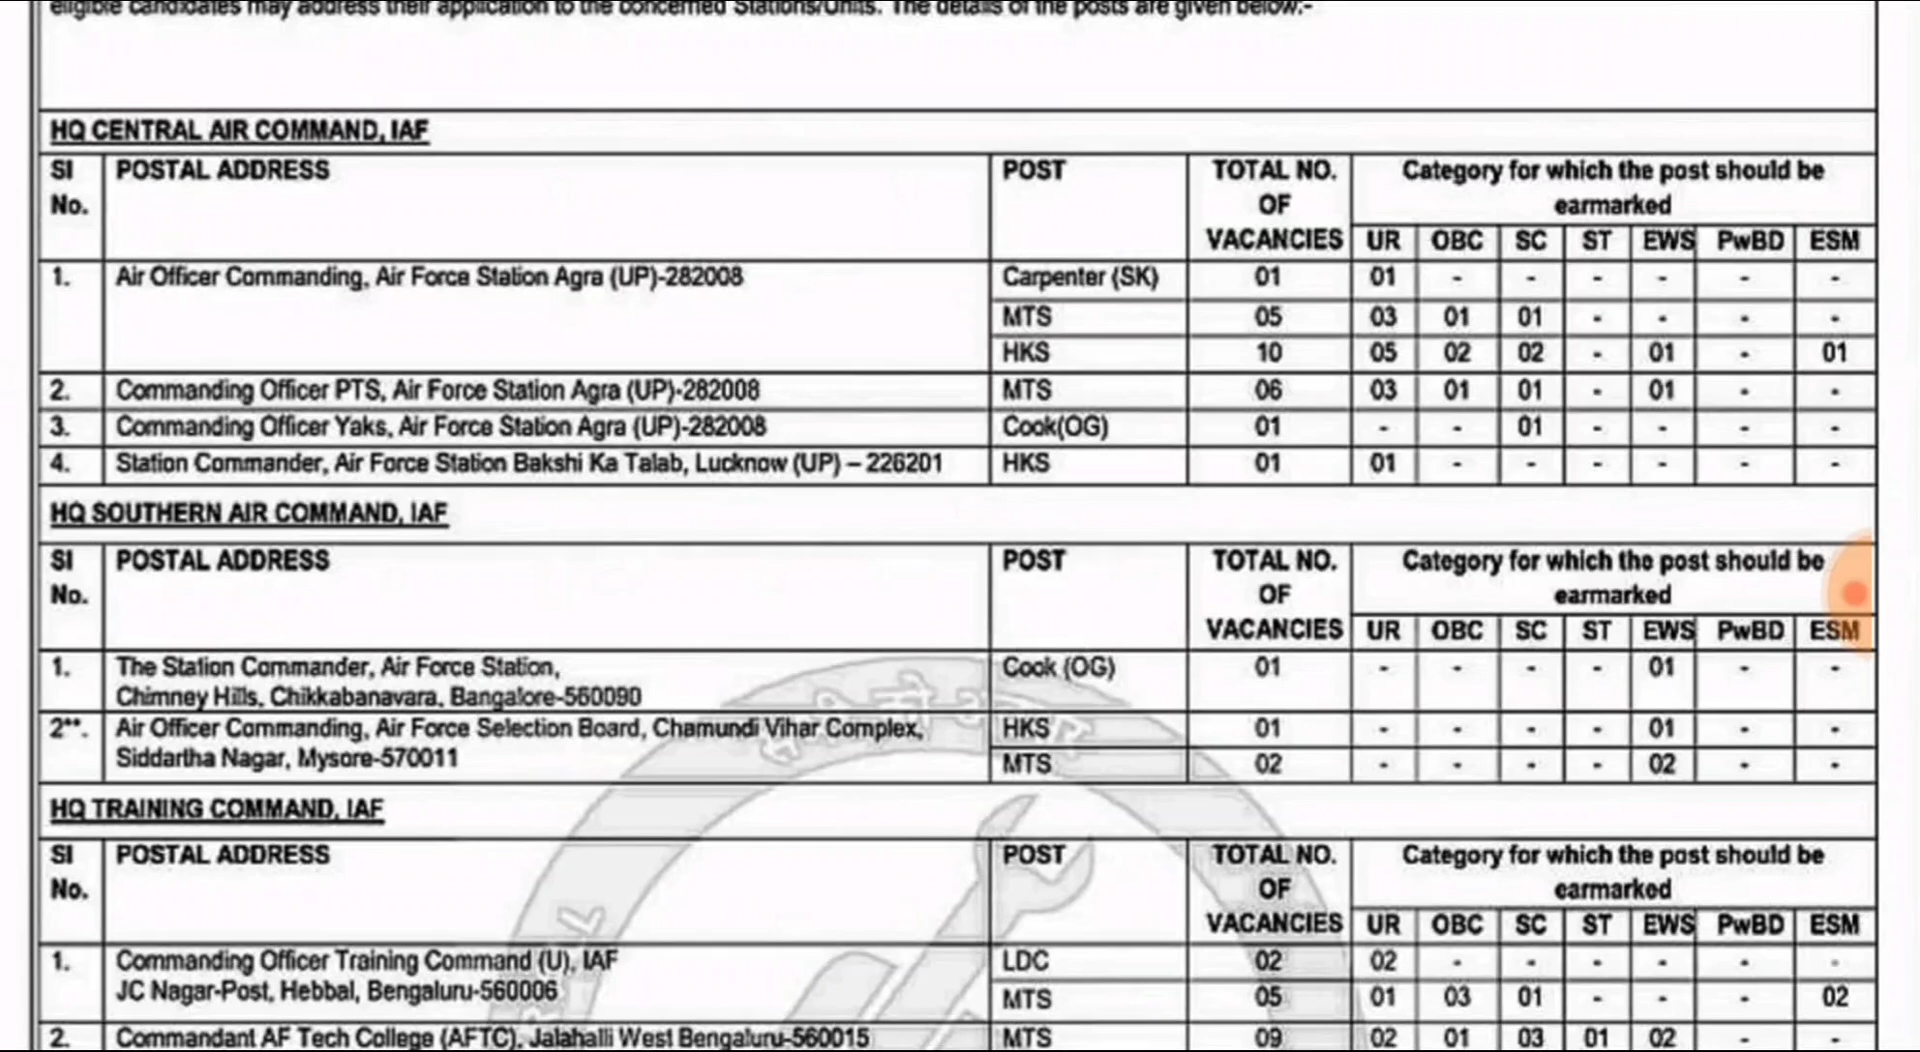 eligible candidates may address their application to the concerned Stations/Units. The details of the posts are given below:-
HQ CENTRAL AIR COMMAND, IAF
Sl No. POSTAL ADDRESS POST TOTAL NO. OF VACANCIES Category for which the post should be earmarked
UR OBC SC ST EWS PwBD ESM
1. Air Officer Commanding, Air Force Station Agra (UP)-282008 Carpenter (SK) 01 01 - - - - - -
MTS 05 03 01 01 - - - -
HKS 10 05 02 02 - 01 - 01
2. Commanding Officer PTS, Air Force Station Agra (UP)-282008 MTS 06 03 01 01 - 01 - -
3. Commanding Officer Yaks, Air Force Station Agra (UP)-282008 Cook(OG) 01 - - 01 - - - -
4. Station Commander, Air Force Station Bakshi Ka Talab, Lucknow (UP) – 226201 HKS 01 01 - - - - - -
HQ SOUTHERN AIR COMMAND, IAF
Sl No. POSTAL ADDRESS POST TOTAL NO. OF VACANCIES Category for which the post should be earmarked
UR OBC SC ST EWS PwBD ESM
1. The Station Commander, Air Force Station, Cook (OG) 01 - - - - 01 - -
Chimney Hills, Chikkabanavara, Bangalore-560090
2**. Air Officer Commanding, Air Force Selection Board, Chamundi Vihar Complex, HKS 01 - - - - 01 - -
Siddartha Nagar, Mysore-570011 MTS 02 - - - - 02 - -
HQ TRAINING COMMAND, IAF
Sl No. POSTAL ADDRESS POST TOTAL NO. OF VACANCIES Category for which the post should be earmarked
UR OBC SC ST EWS PwBD ESM
1. Commanding Officer Training Command (U), IAF LDC 02 02 - - - - - -
JC Nagar-Post, Hebbal, Bengaluru-560006 MTS 05 01 03 01 - - - 02
2. Commandant AF Tech College (AFTC), Jalahalli West Bengaluru-560015 MTS 09 02 01 03 01 02 - -